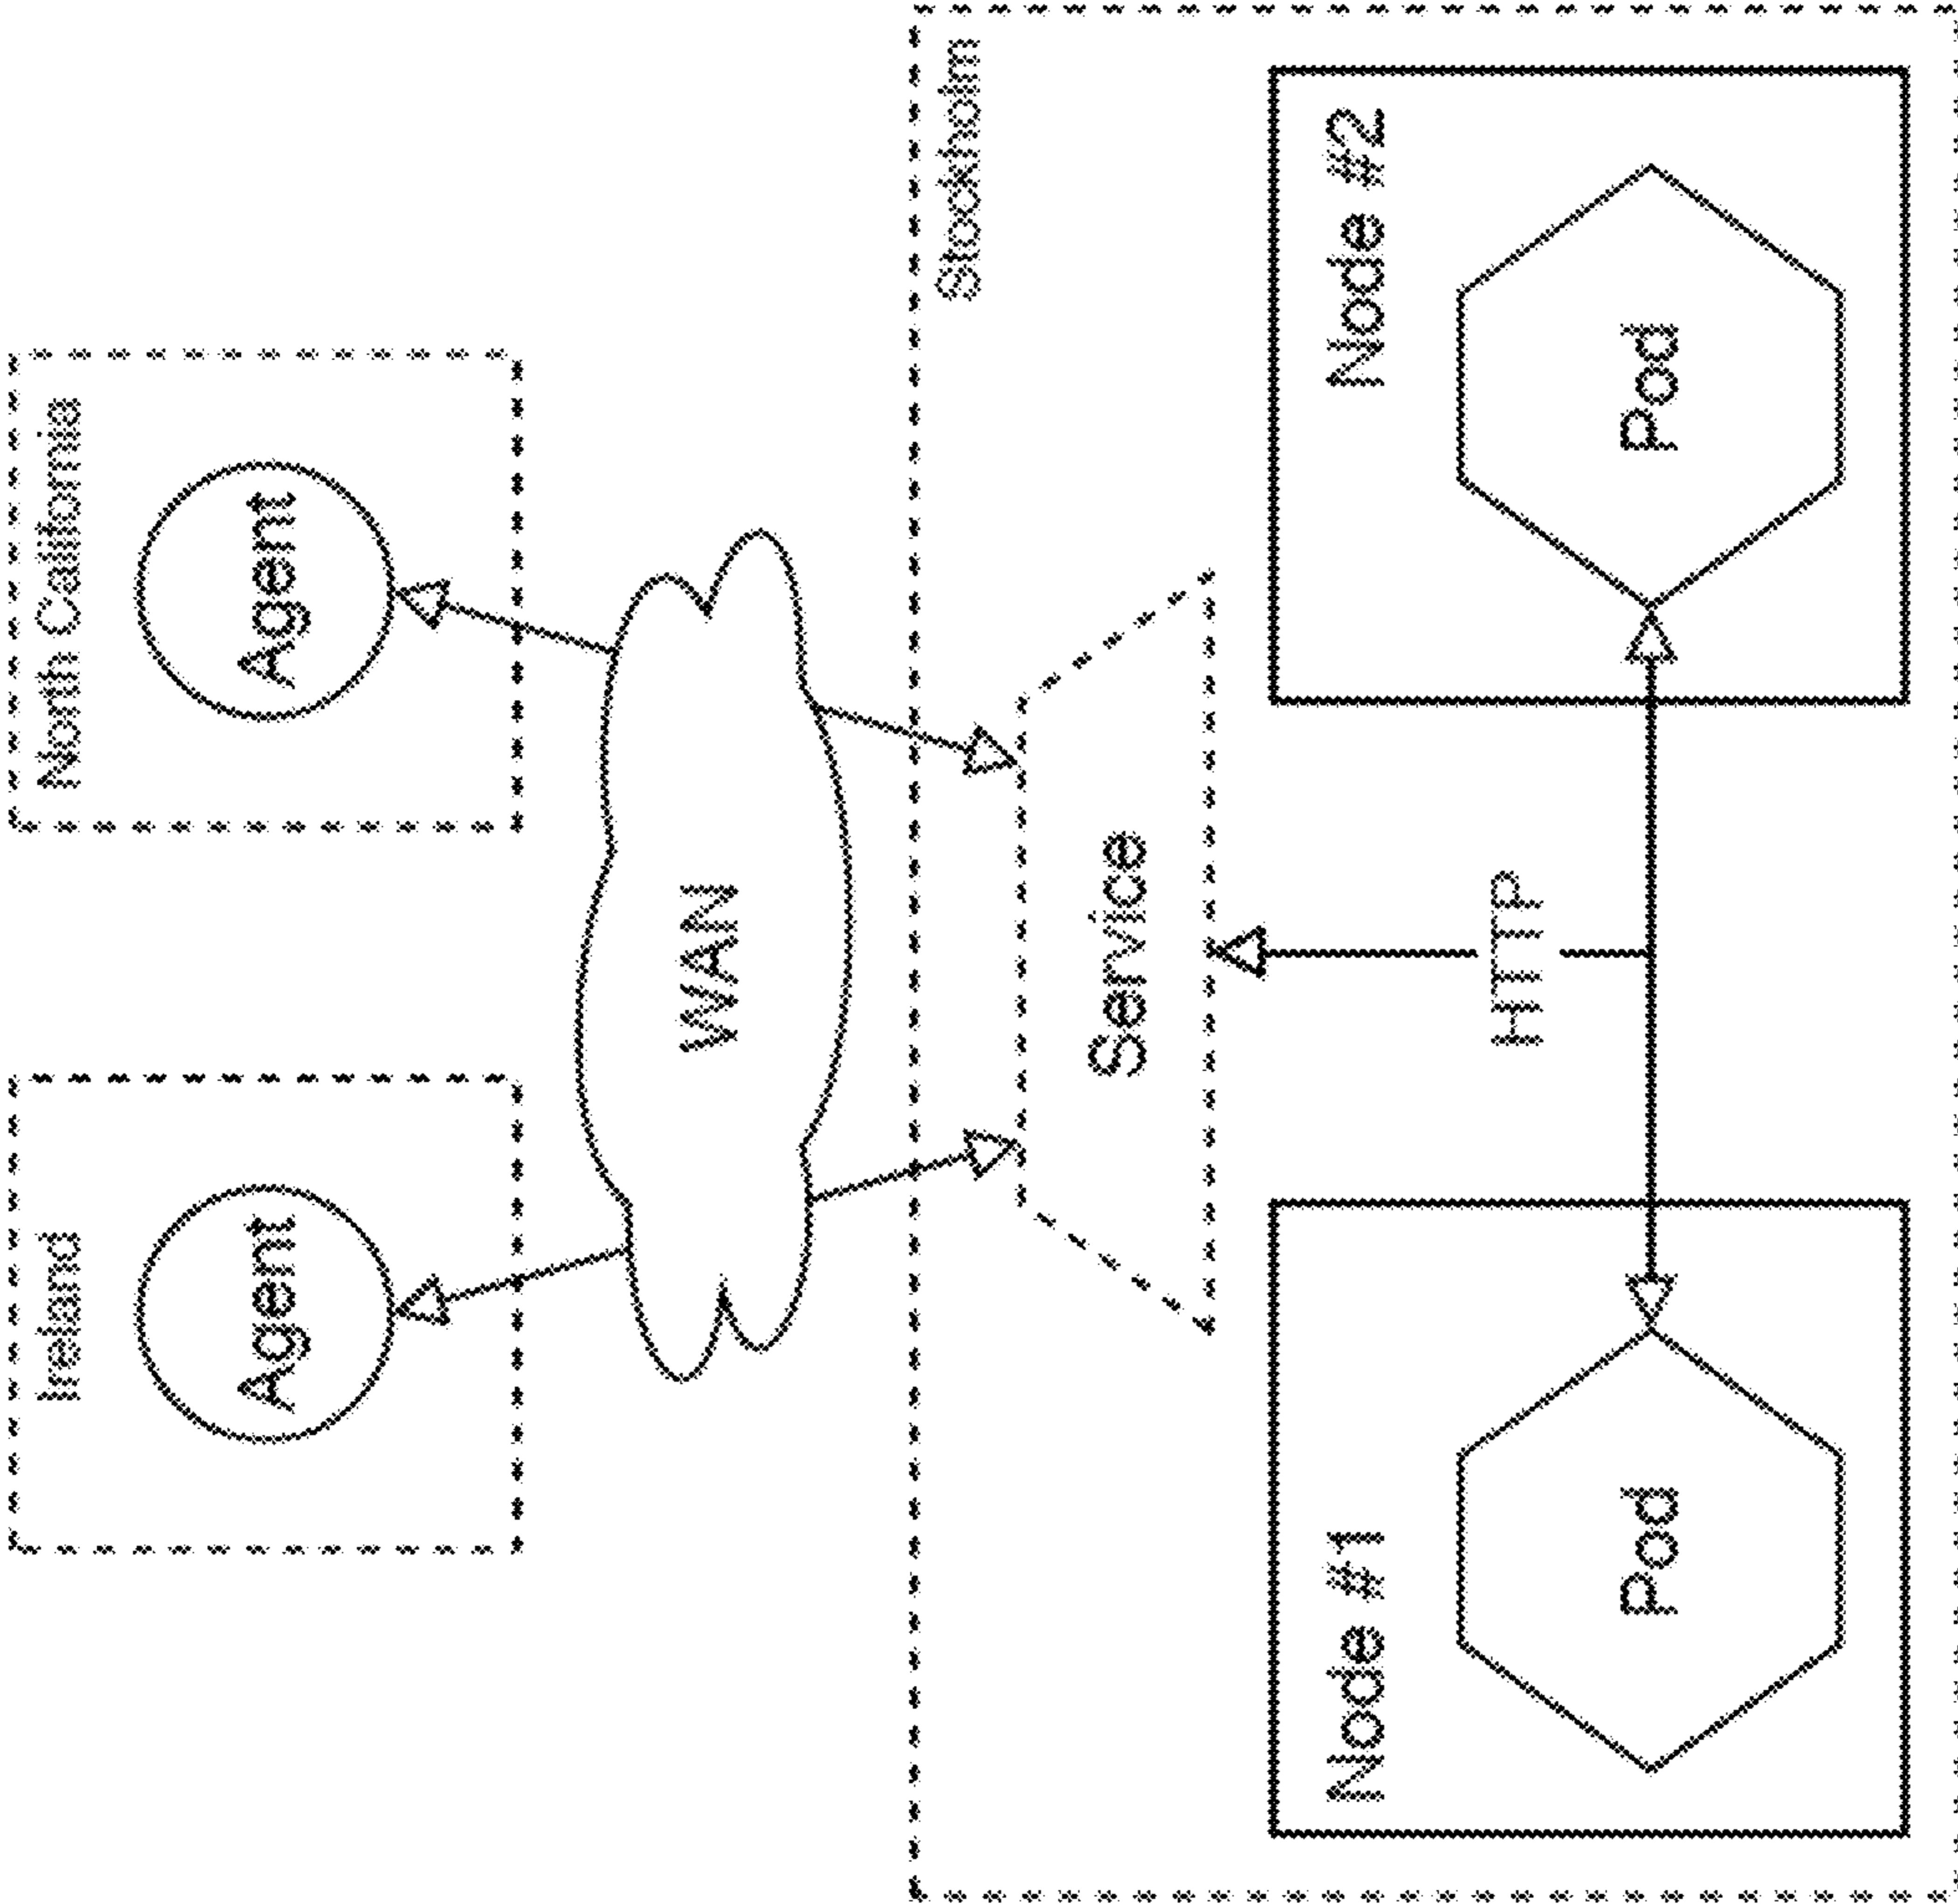 Ireland
North California
Agent
Agent
WAN
Stockholm
Service
HTTP
Node #1
Node #2
Pod
Pod